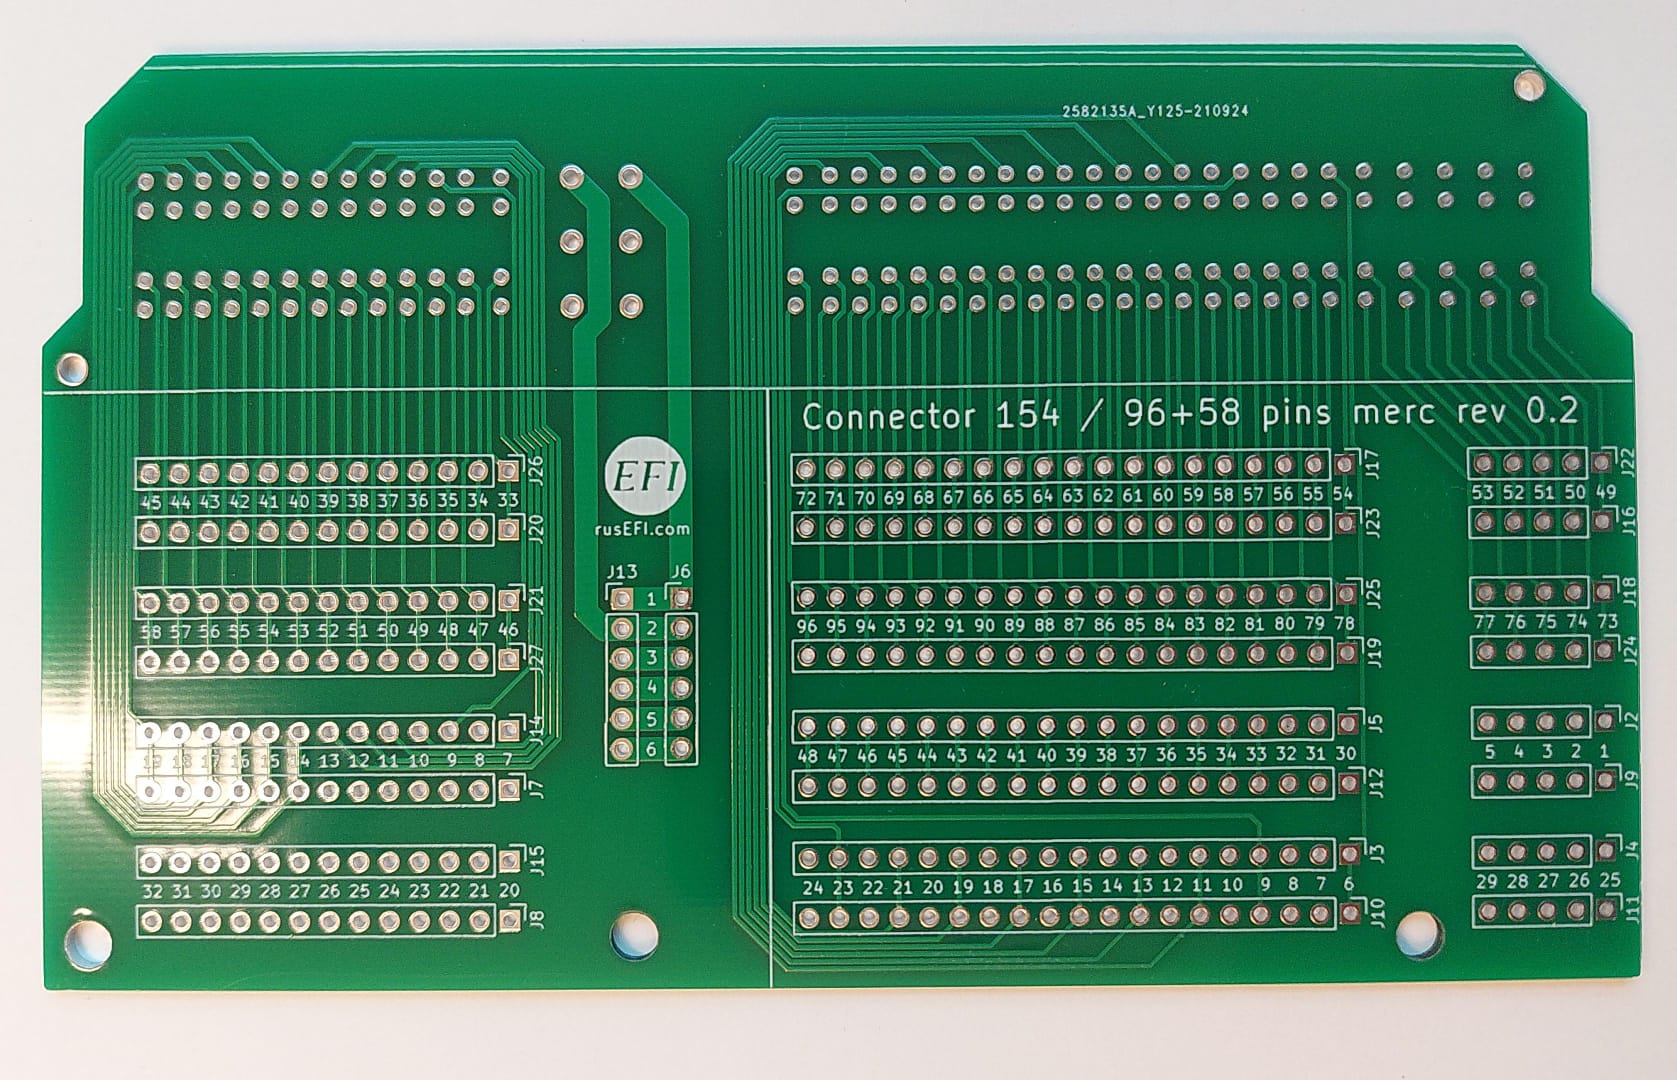 2582135A_Y125-210924
Connector 154 / 96+58 pins merc rev 0.2
EFI
rusEFI.com
J26
45 44 43 42 41 40 39 38 37 36 35 34 33
J20
J21
58 57 56 55 54 53 52 51 50 49 48 47 46
J27
J14
19 18 17 16 15 14 13 12 11 10 9 8 7
J7
J15
32 31 30 29 28 27 26 25 24 23 22 21 20
J8
J13 J6
1
2
3
4
5
6
J17
72 71 70 69 68 67 66 65 64 63 62 61 60 59 58 57 56 55 54
J23
J25
96 95 94 93 92 91 90 89 88 87 86 85 84 83 82 81 80 79 78
J19
J5
48 47 46 45 44 43 42 41 40 39 38 37 36 35 34 33 32 31 30
J12
J3
24 23 22 21 20 19 18 17 16 15 14 13 12 11 10 9 8 7 6
J10
J22
53 52 51 50 49
J16
J18
77 76 75 74 73
J24
J2
5 4 3 2 1
J9
J4
29 28 27 26 25
J11